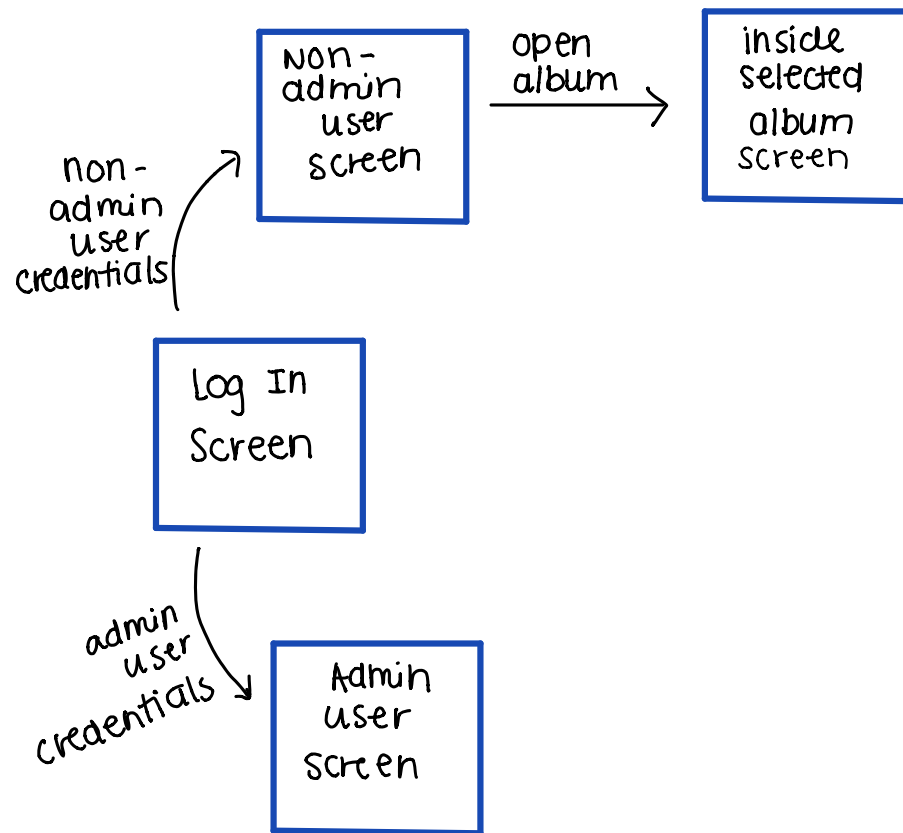 Non-
admin
user
screen
open
album
inside
selected
album
screen
non-
admin
user
credentials
Log In
Screen
admin
user
credentials
Admin
user
screen